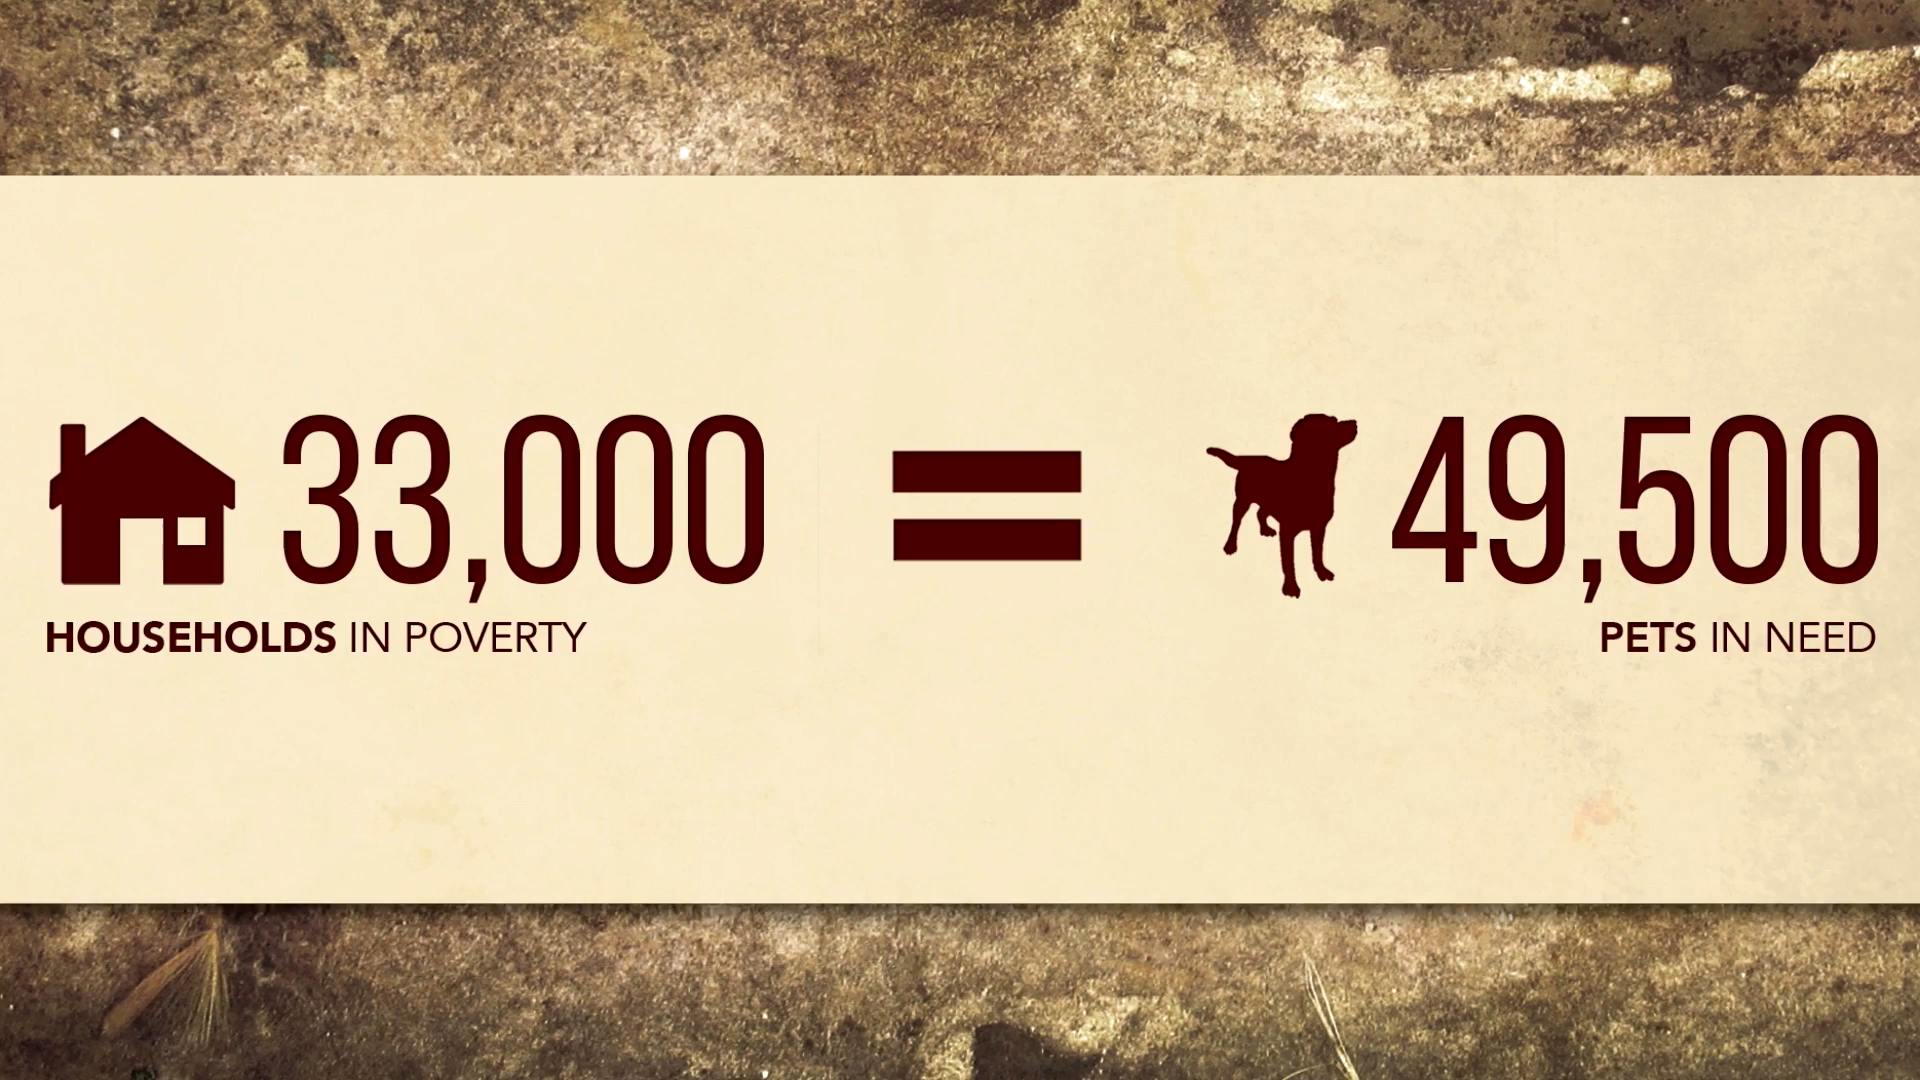 33,000
HOUSEHOLDS IN POVERTY
=
49,500
PETS IN NEED